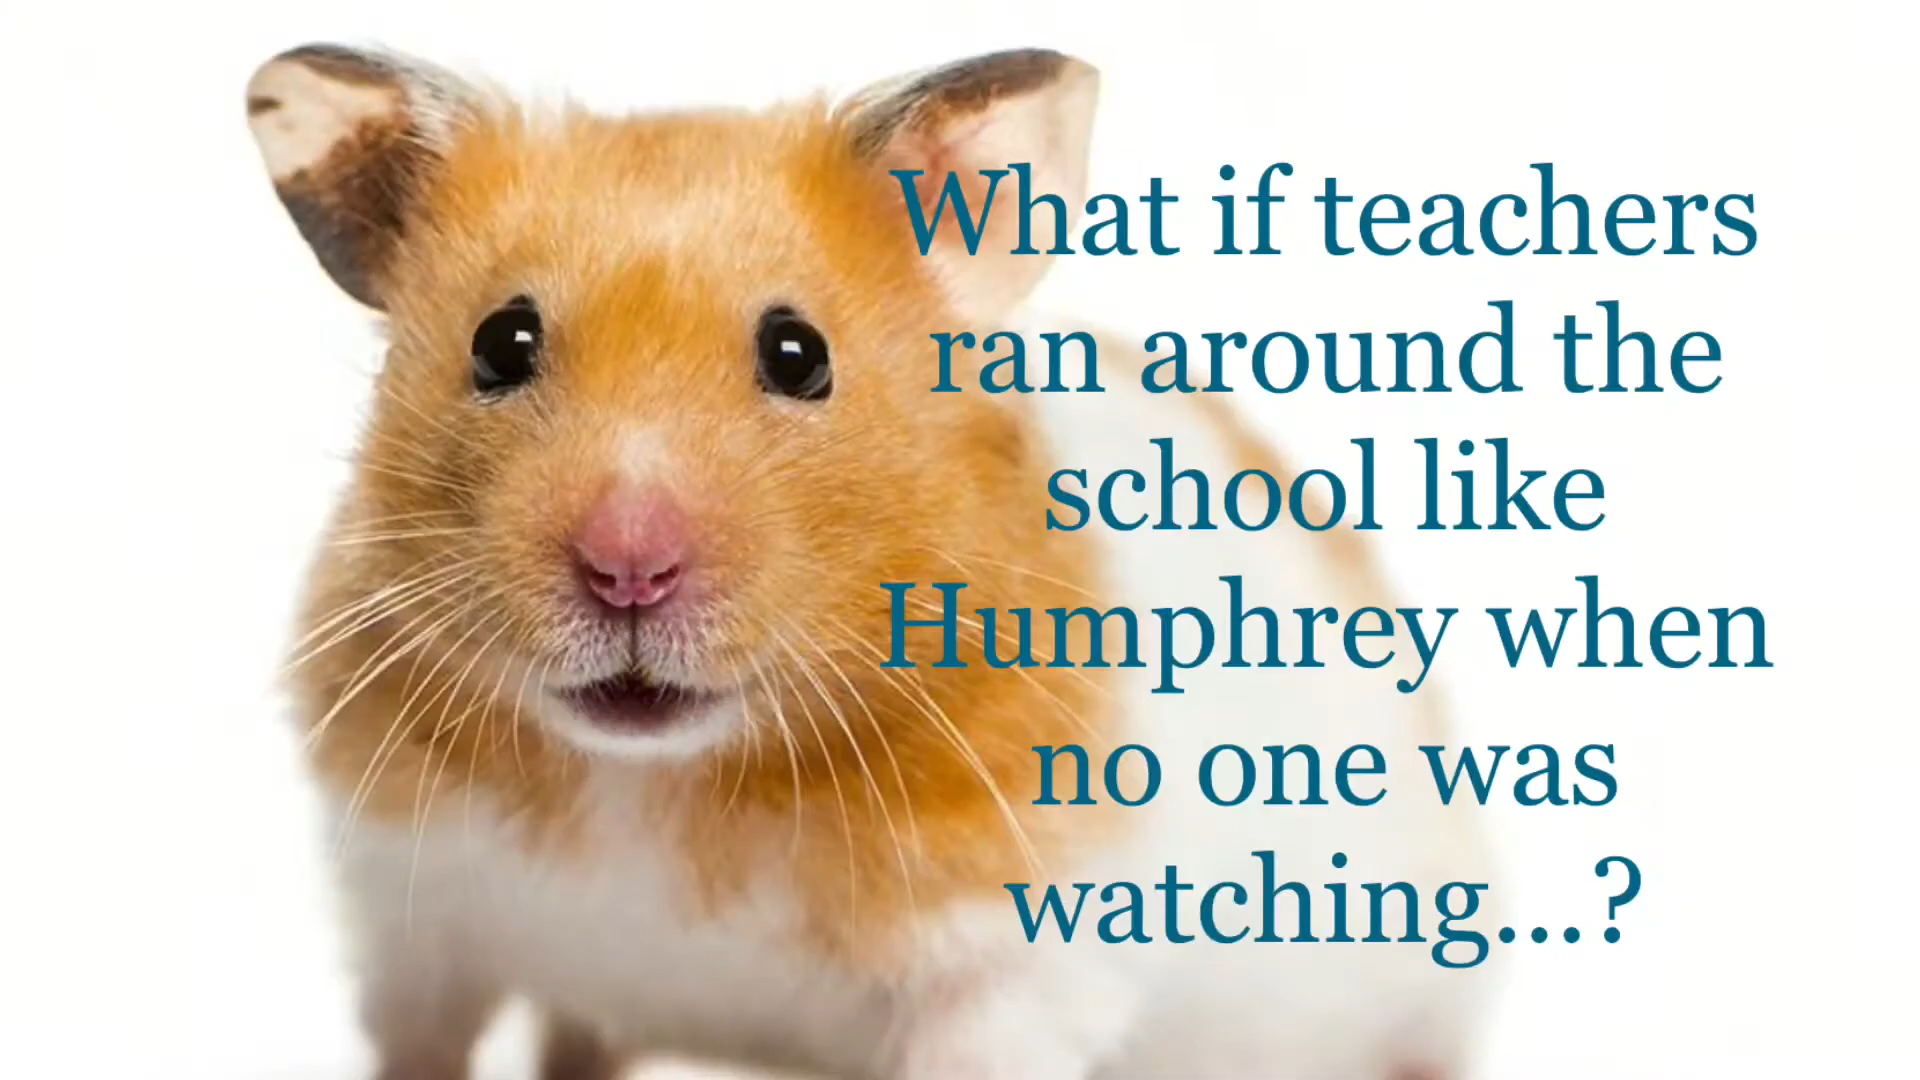 What if teachers
ran around the
school like
Humphrey when
no one was
watching...?